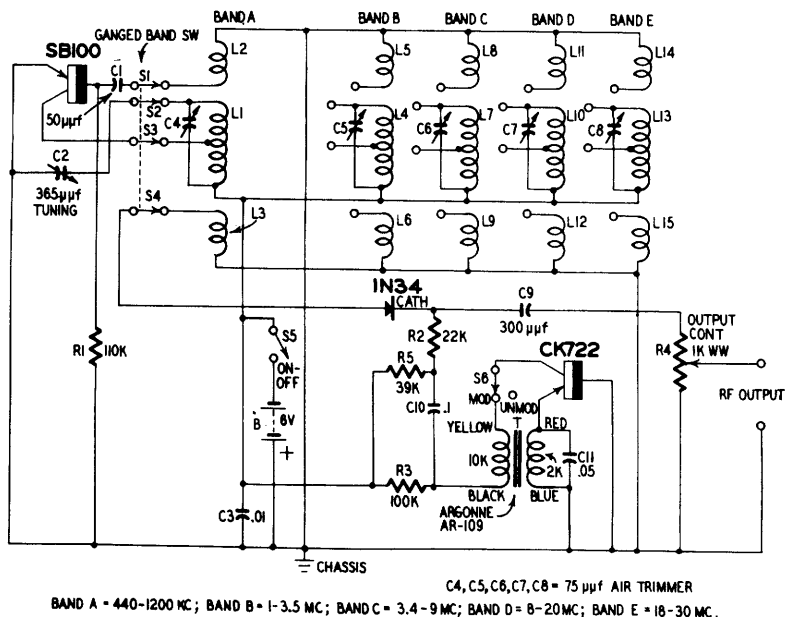 BAND A BAND B BAND C BAND D BAND E
GANGED BAND SW
SB100
C1
S1
L2
L5
L8
L11
L14
50µµf
S2
C4
L1
C5
L4
C6
L7
C7
L10
C8
L13
S3
C2
365µµf
TUNING
S4
L3
L6
L9
L12
L15
1N34
CATH
C9
300µµf
R1
110K
S5
ON-
OFF
R2
22K
R5
39K
CK722
OUTPUT
CONT
R4
1K WW
RF OUTPUT
S6
MOD
UNMOD
B
6V
+
C10
.1
YELLOW
T
RED
10K
2K
C11
.05
R3
100K
BLACK
BLUE
ARGONNE
AR-109
C3
.01
CHASSIS
C4,C5,C6,C7,C8 = 75 µµf AIR TRIMMER
BAND A = 440-1200 KC; BAND B = 1-3.5 MC; BAND C = 3.4-9 MC; BAND D = 8-20MC; BAND E = 18-30 MC.